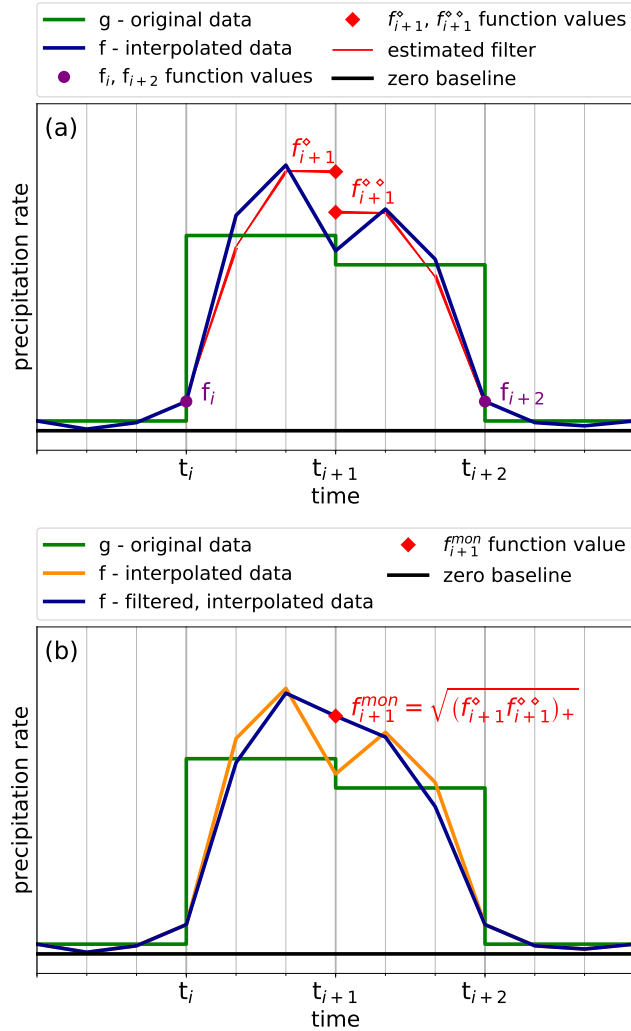 g - original data
f - interpolated data
f_i, f_{i+2} function values
f^⋄_{i+1}, f^{⋄⋄}_{i+1} function values
estimated filter
zero baseline
(a)
f^⋄_{i+1}
f^{⋄⋄}_{i+1}
f_i
f_{i+2}
precipitation rate
t_i
t_{i+1}
t_{i+2}
time
g - original data
f - interpolated data
f - filtered, interpolated data
f^{mon}_{i+1} function value
zero baseline
(b)
f^{mon}_{i+1} = √(f^⋄_{i+1} f^{⋄⋄}_{i+1})_+
precipitation rate
t_i
t_{i+1}
t_{i+2}
time